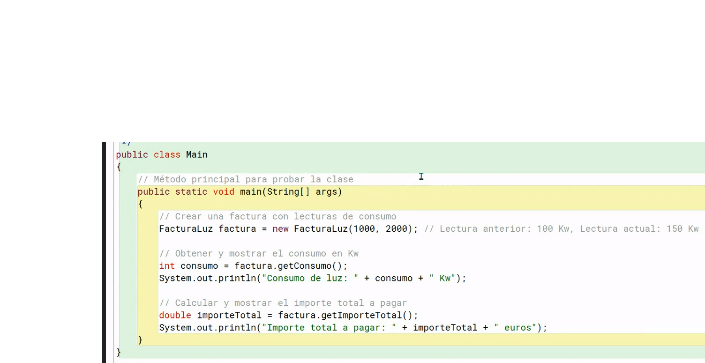 */
public class Main
{
// Método principal para probar la clase
public static void main(String[] args)
{
// Crear una factura con lecturas de consumo
FacturaLuz factura = new FacturaLuz(1000, 2000); // Lectura anterior: 100 Kw, Lectura actual: 150 Kw
// Obtener y mostrar el consumo en Kw
int consumo = factura.getConsumo();
System.out.println("Consumo de luz: " + consumo + " Kw");
// Calcular y mostrar el importe total a pagar
double importeTotal = factura.getImporteTotal();
System.out.println("Importe total a pagar: " + importeTotal + " euros");
}
}